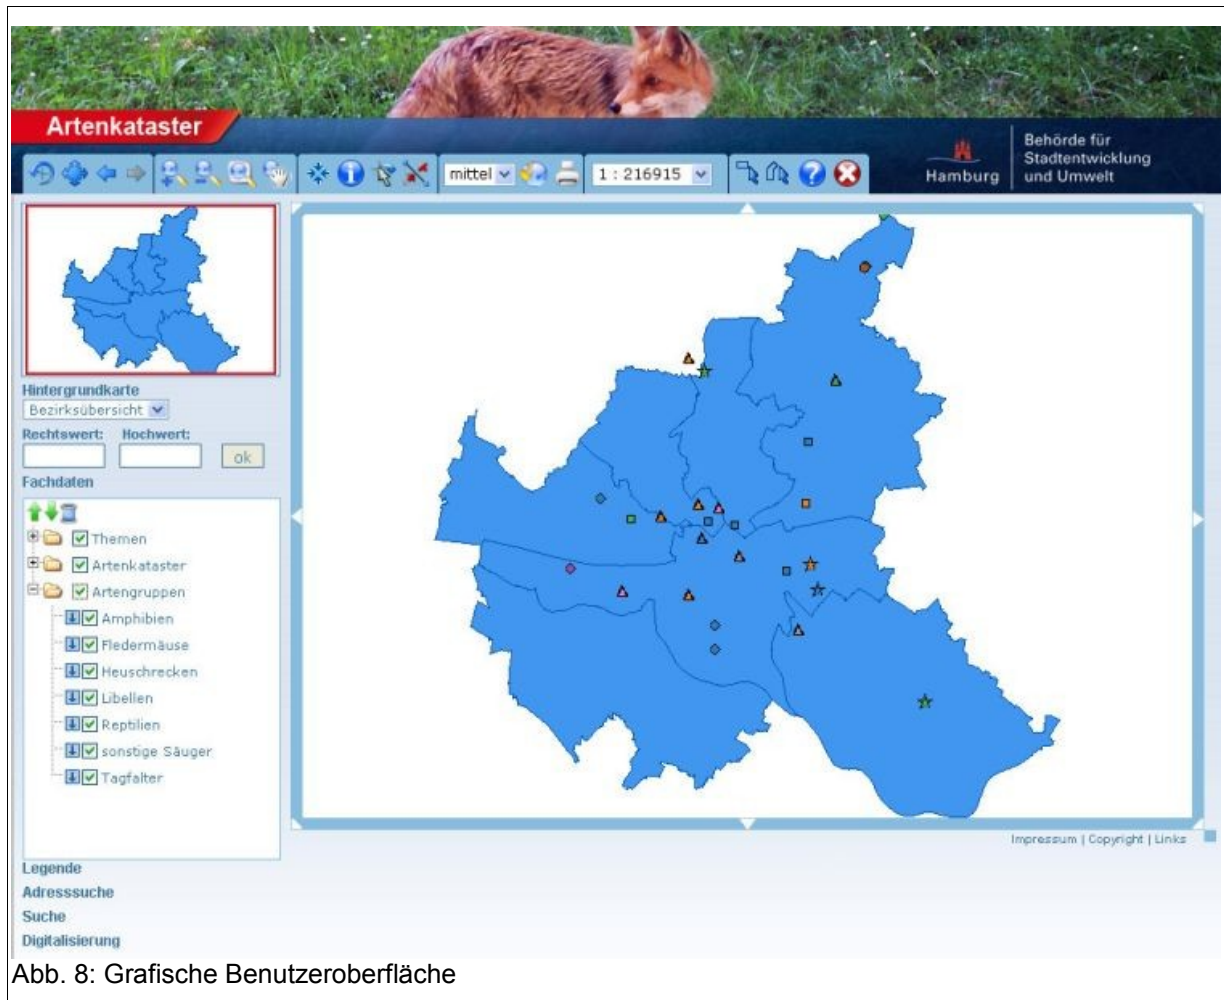 Artenkataster
Behörde für
Stadtentwicklung
und Umwelt
Hamburg
mittel
1 : 216915
Hintergrundkarte
Bezirksübersicht
Rechtswert: Hochwert:
ok
Fachdaten
Themen
Artenkataster
Artengruppen
Amphibien
Fledermäuse
Heuschrecken
Libellen
Reptilien
sonstige Säuger
Tagfalter
Impressum | Copyright | Links
Legende
Adresssuche
Suche
Digitalisierung
Abb. 8: Grafische Benutzeroberfläche